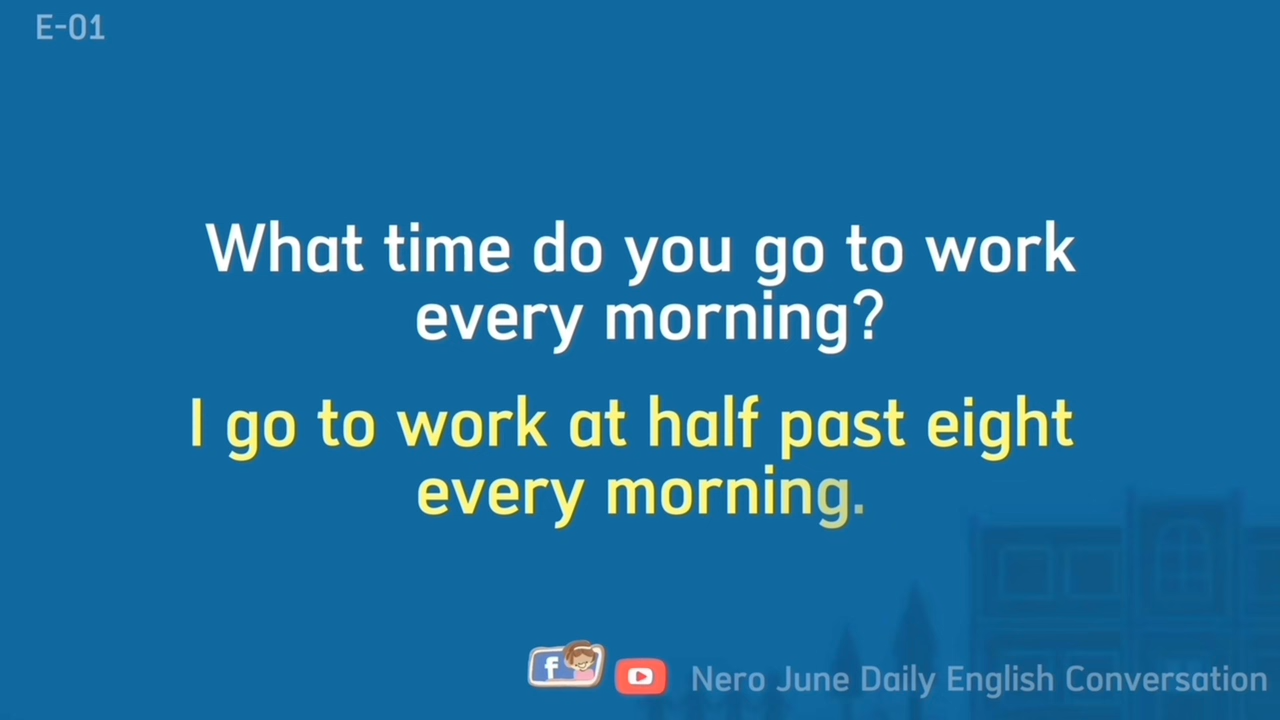 E-01
What time do you go to work
every morning?
I go to work at half past eight
every morning.
f
Nero June Daily English Conversation